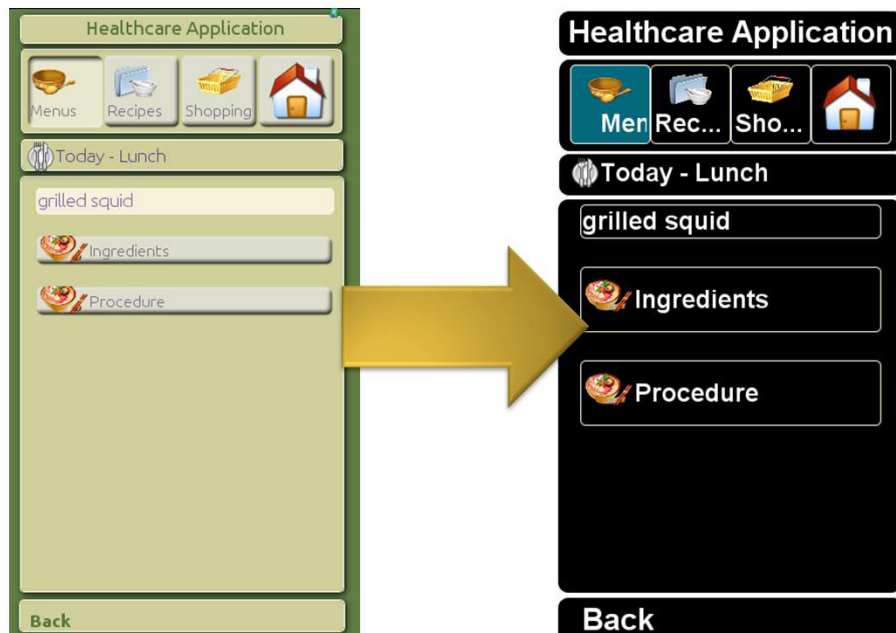 Healthcare Application
Menus Recipes Shopping
Today - Lunch
grilled squid
Ingredients
Procedure
Back
Healthcare Application
Men Rec... Sho...
Today - Lunch
grilled squid
Ingredients
Procedure
Back